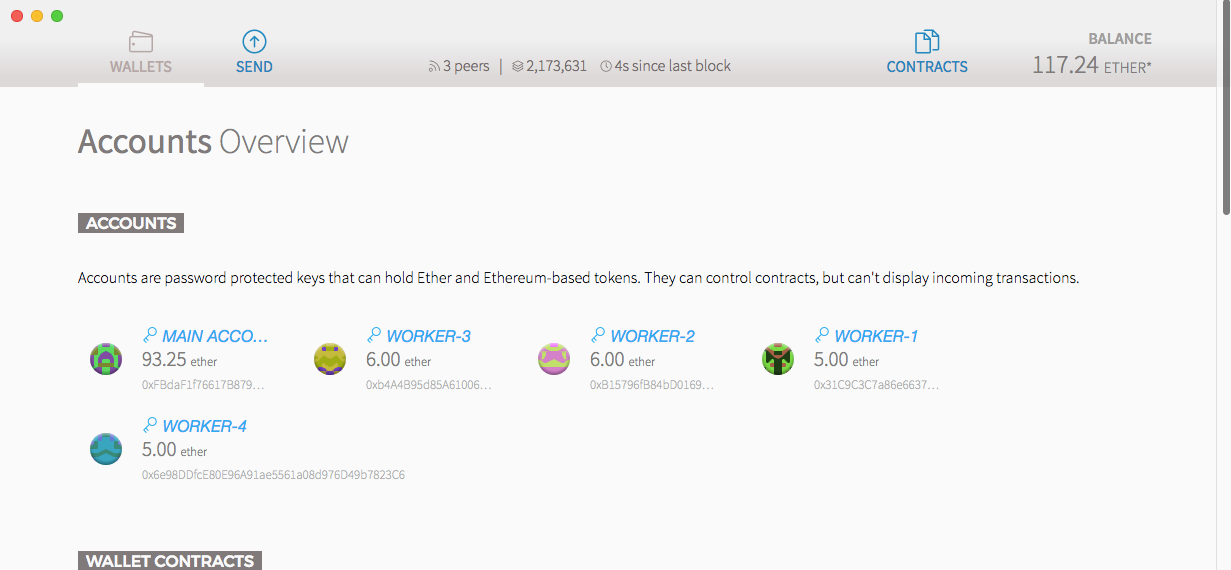 WALLETS
SEND
3 peers | 2,173,631 4s since last block
CONTRACTS
BALANCE
117.24 ETHER*
Accounts Overview
ACCOUNTS
Accounts are password protected keys that can hold Ether and Ethereum-based tokens. They can control contracts, but can't display incoming transactions.
MAIN ACCO…
93.25 ether
0xFBdaF1f76617B879…
WORKER-3
6.00 ether
0xb4A4B95d85A61006…
WORKER-2
6.00 ether
0xB15796fB84bD0169…
WORKER-1
5.00 ether
0x31C9C3C7a86e6637…
WORKER-4
5.00 ether
0x6e98DDfcE80E96A91ae5561a08d976D49b7823C6
WALLET CONTRACTS